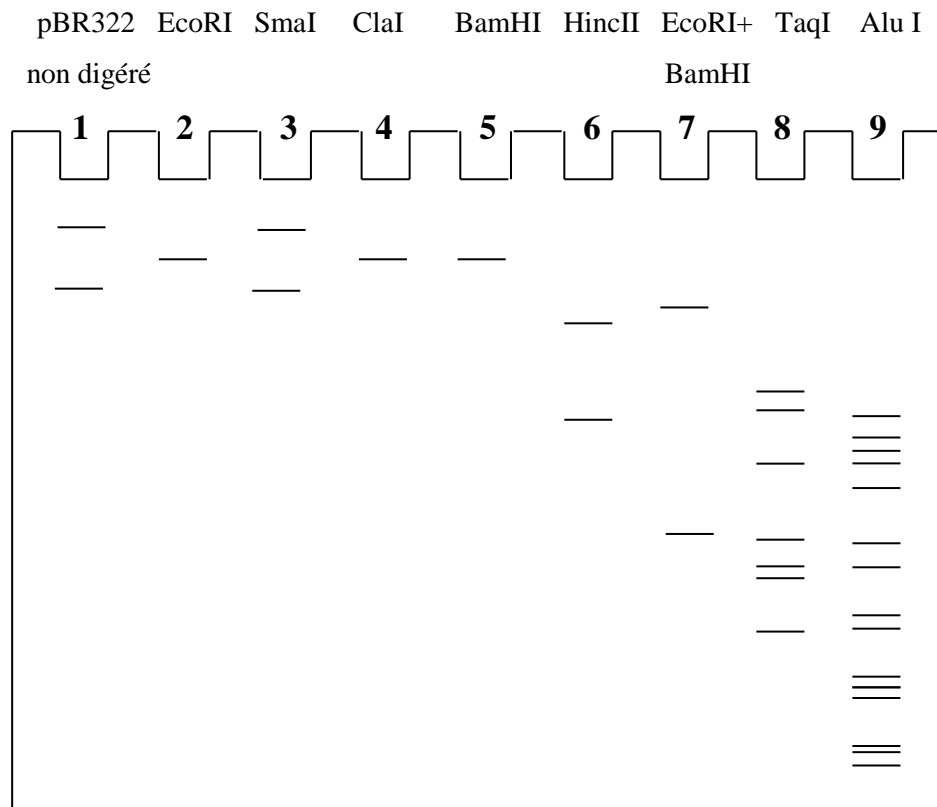 pBR322 EcoRI SmaI ClaI BamHI HincII EcoRI+ TaqI Alu I
non digéré BamHI
1 2 3 4 5 6 7 8 9